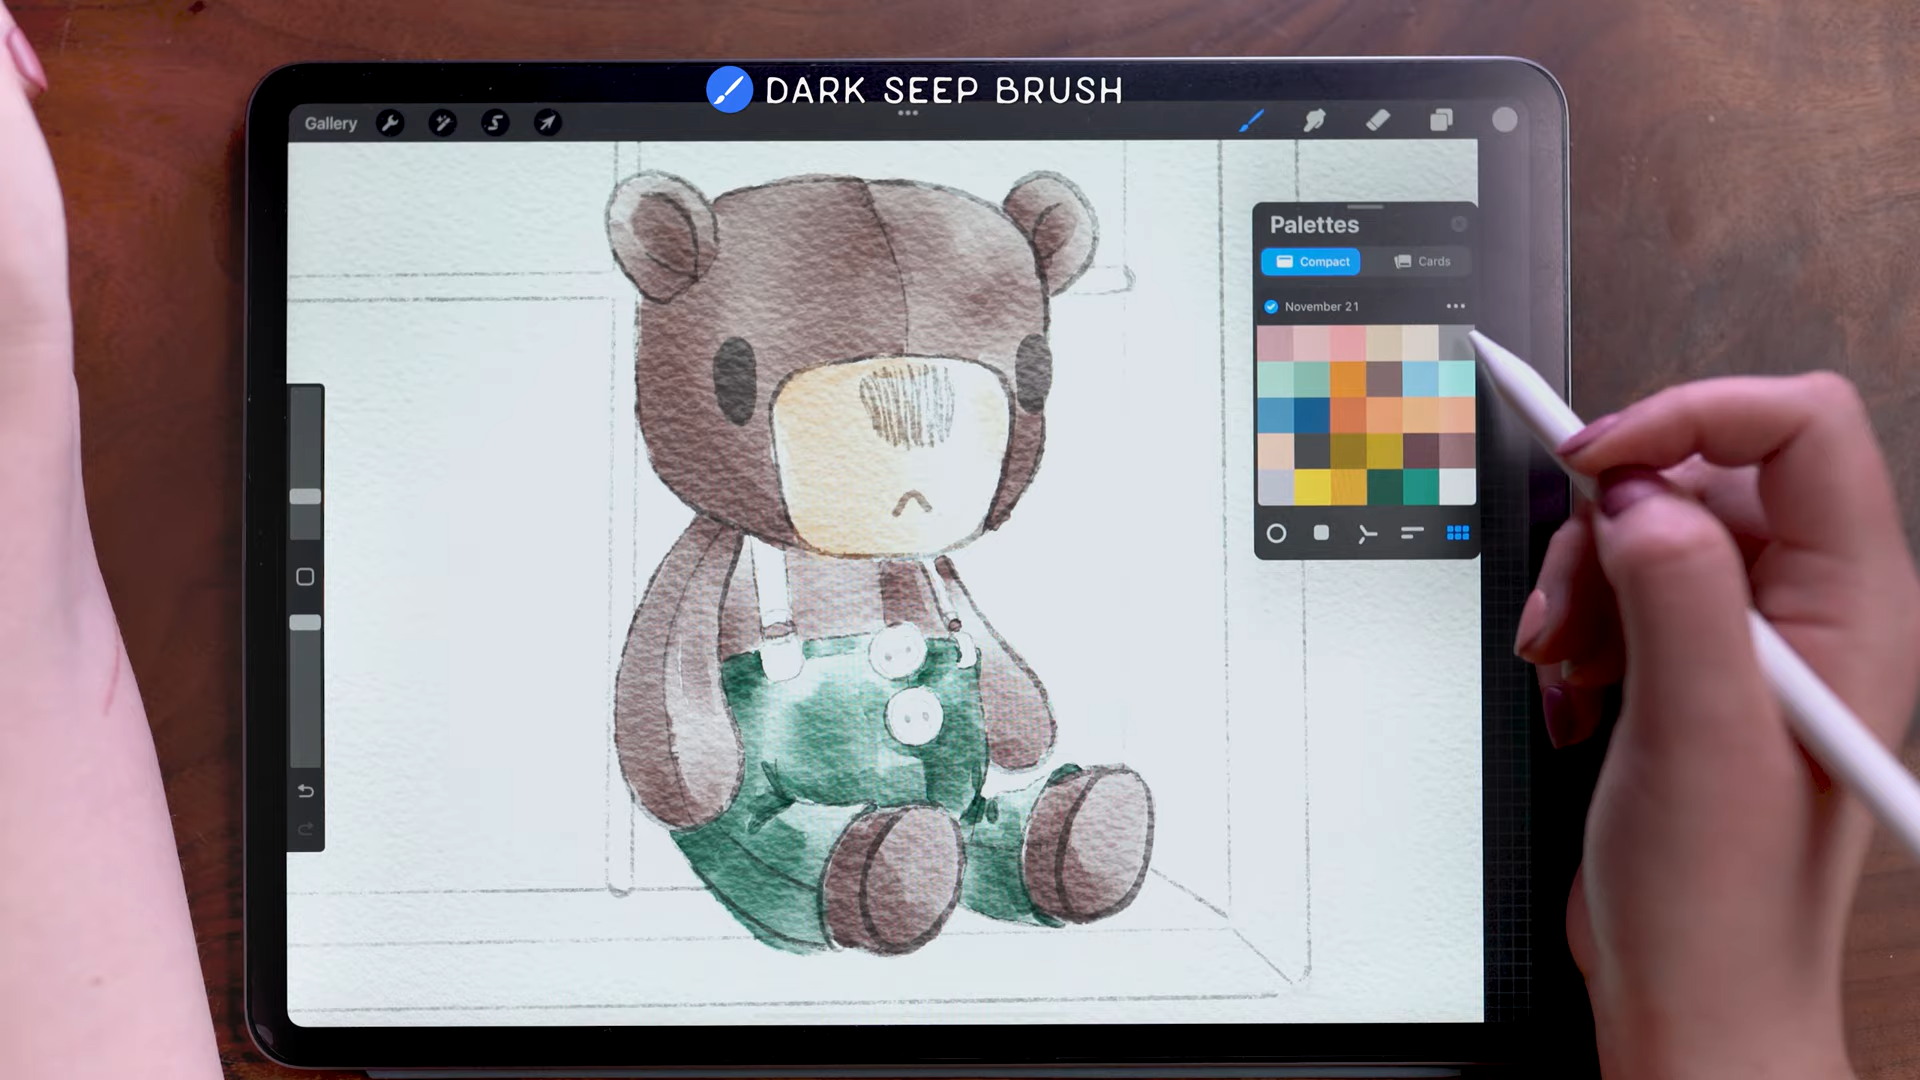 DARK SEEP BRUSH
Gallery
Palettes
Compact
Cards
November 21